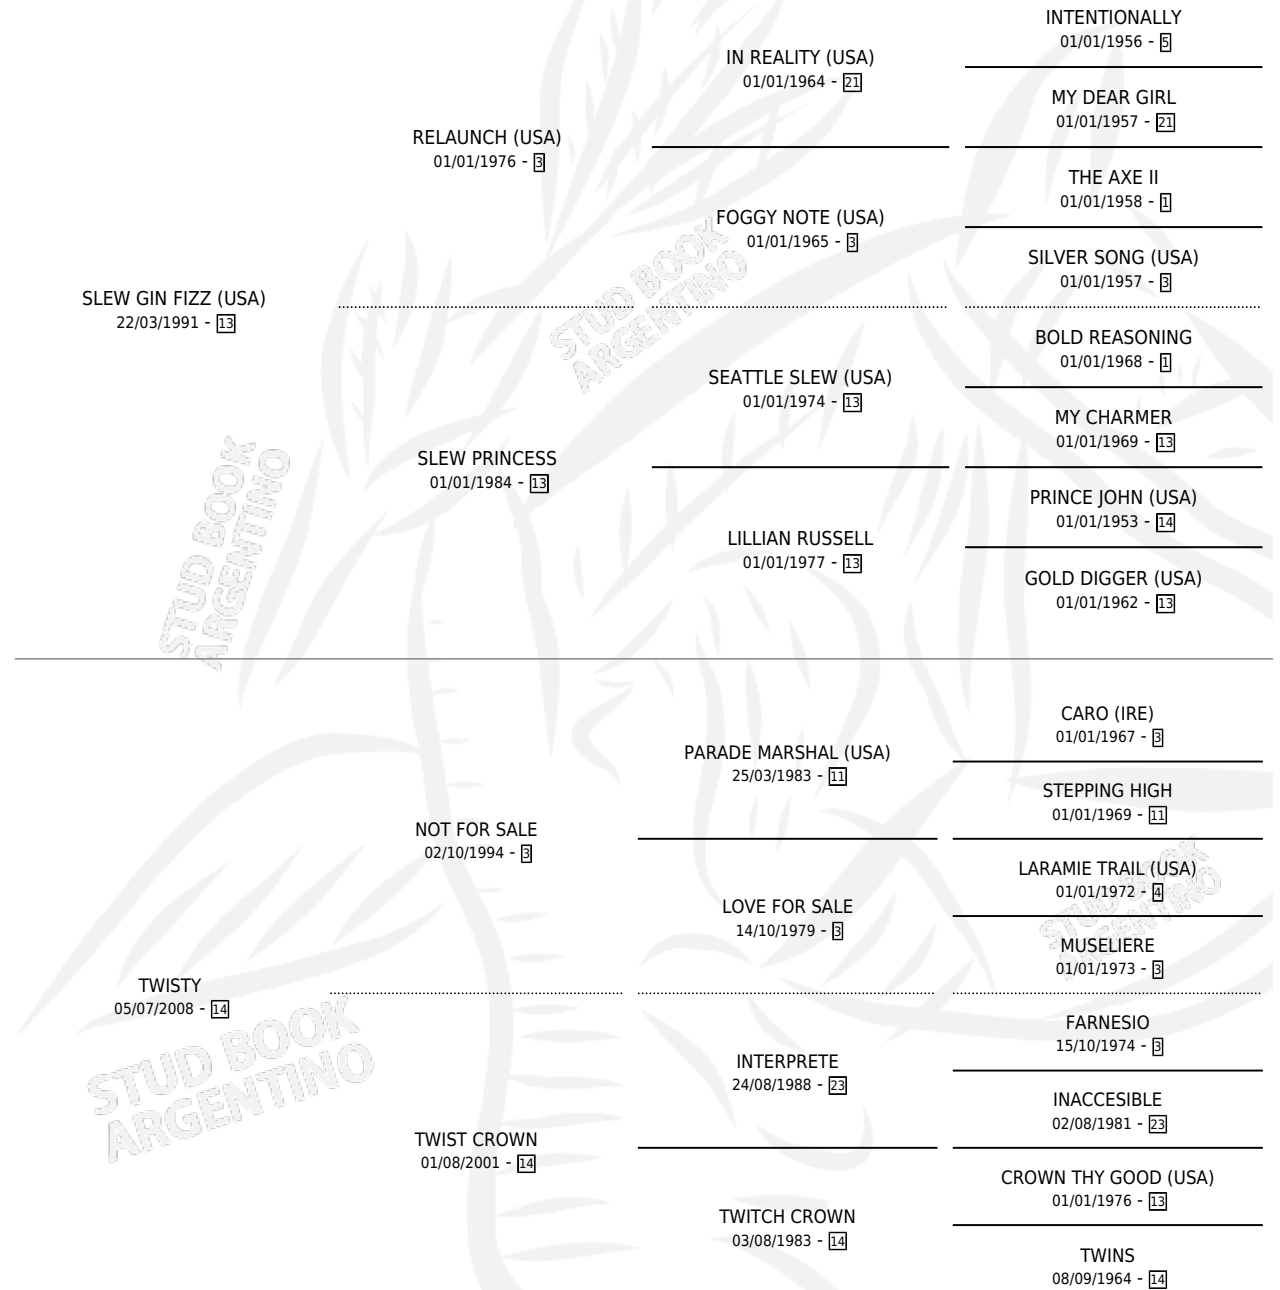 INTENTIONALLY
01/01/1956 - 5
IN REALITY (USA)
01/01/1964 - 21
MY DEAR GIRL
01/01/1957 - 21
RELAUNCH (USA)
01/01/1976 - 3
THE AXE II
01/01/1958 - 1
FOGGY NOTE (USA)
01/01/1965 - 3
SILVER SONG (USA)
01/01/1957 - 3
SLEW GIN FIZZ (USA)
22/03/1991 - 13
STUD BOOK
ARGENTINO
BOLD REASONING
01/01/1968 - 1
SEATTLE SLEW (USA)
01/01/1974 - 13
MY CHARMER
01/01/1969 - 13
SLEW PRINCESS
01/01/1984 - 13
PRINCE JOHN (USA)
01/01/1953 - 14
LILLIAN RUSSELL
01/01/1977 - 13
GOLD DIGGER (USA)
01/01/1962 - 13
STUD BOOK
ARGENTINO
CARO (IRE)
01/01/1967 - 3
PARADE MARSHAL (USA)
25/03/1983 - 11
STEPPING HIGH
01/01/1969 - 11
NOT FOR SALE
02/10/1994 - 3
LARAMIE TRAIL (USA)
01/01/1972 - 4
LOVE FOR SALE
14/10/1979 - 3
MUSELIERE
01/01/1973 - 3
STUD BOOK
ARGENTINO
TWISTY
05/07/2008 - 14
FARNESIO
15/10/1974 - 3
INTERPRETE
24/08/1988 - 23
INACCESIBLE
02/08/1981 - 23
STUD BOOK
ARGENTINO
TWIST CROWN
01/08/2001 - 14
CROWN THY GOOD (USA)
01/01/1976 - 13
TWITCH CROWN
03/08/1983 - 14
TWINS
08/09/1964 - 14